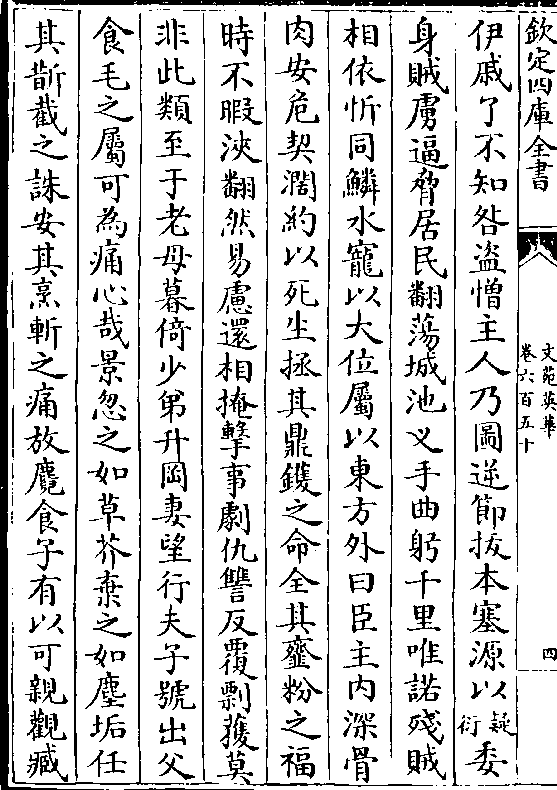 欽定四庫全書
文苑英華
卷六百五十
四
伊戚了不知咎盗憎主人乃圖逆節拔本塞源以疑衍委
身賊虜逼脅居民翻蕩城池乂手曲躬千里唯諾殘賊
相依忻同鱗水寵以大位屬以東方外曰臣主内深骨
肉安危契濶約以死生拯其鼎鑊之命全其虀粉之福
時不暇浹翻然易慮還相掩擊事劇仇讐反覆剽獲莫
非此類至于老母暮倚少弟升岡妻望行夫子號出父
食毛之屬可為痛心哉景忽之如草芥棄之如塵垢任
其斮截之誅安其烹斬之痛放麑食子有以可親觀臧